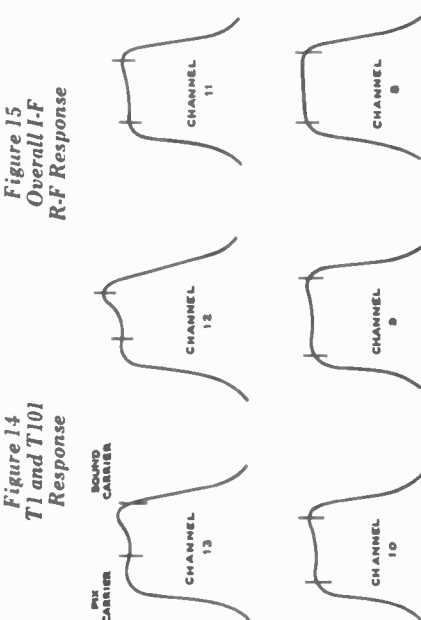 Figure 14
T1 and T101
Response
Figure 15
Overall I-F
R-F Response
PIX
CARRIER
SOUND
CARRIER
CHANNEL
13
CHANNEL
12
CHANNEL
11
CHANNEL
10
CHANNEL
9
CHANNEL
8